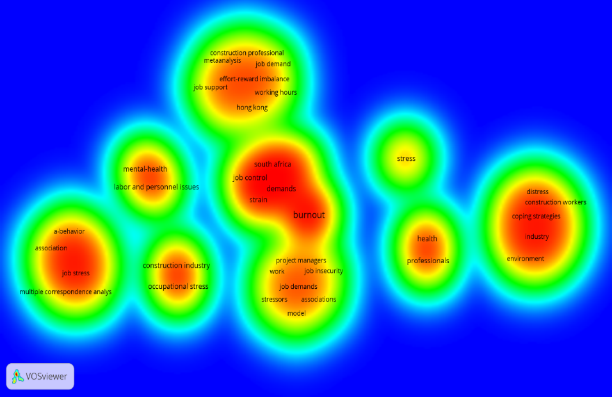 construction professional
metaanalysis
job demand
effort-reward imbalance
job support
working hours
hong kong
mental-health
labor and personnel issues
south africa
job control
demands
strain
burnout
stress
distress
construction workers
coping strategies
industry
environment
a-behavior
association
job stress
multiple correspondence analys
construction industry
occupational stress
health
professionals
project managers
work
job insecurity
job demands
stressors
associations
model
VOSviewer